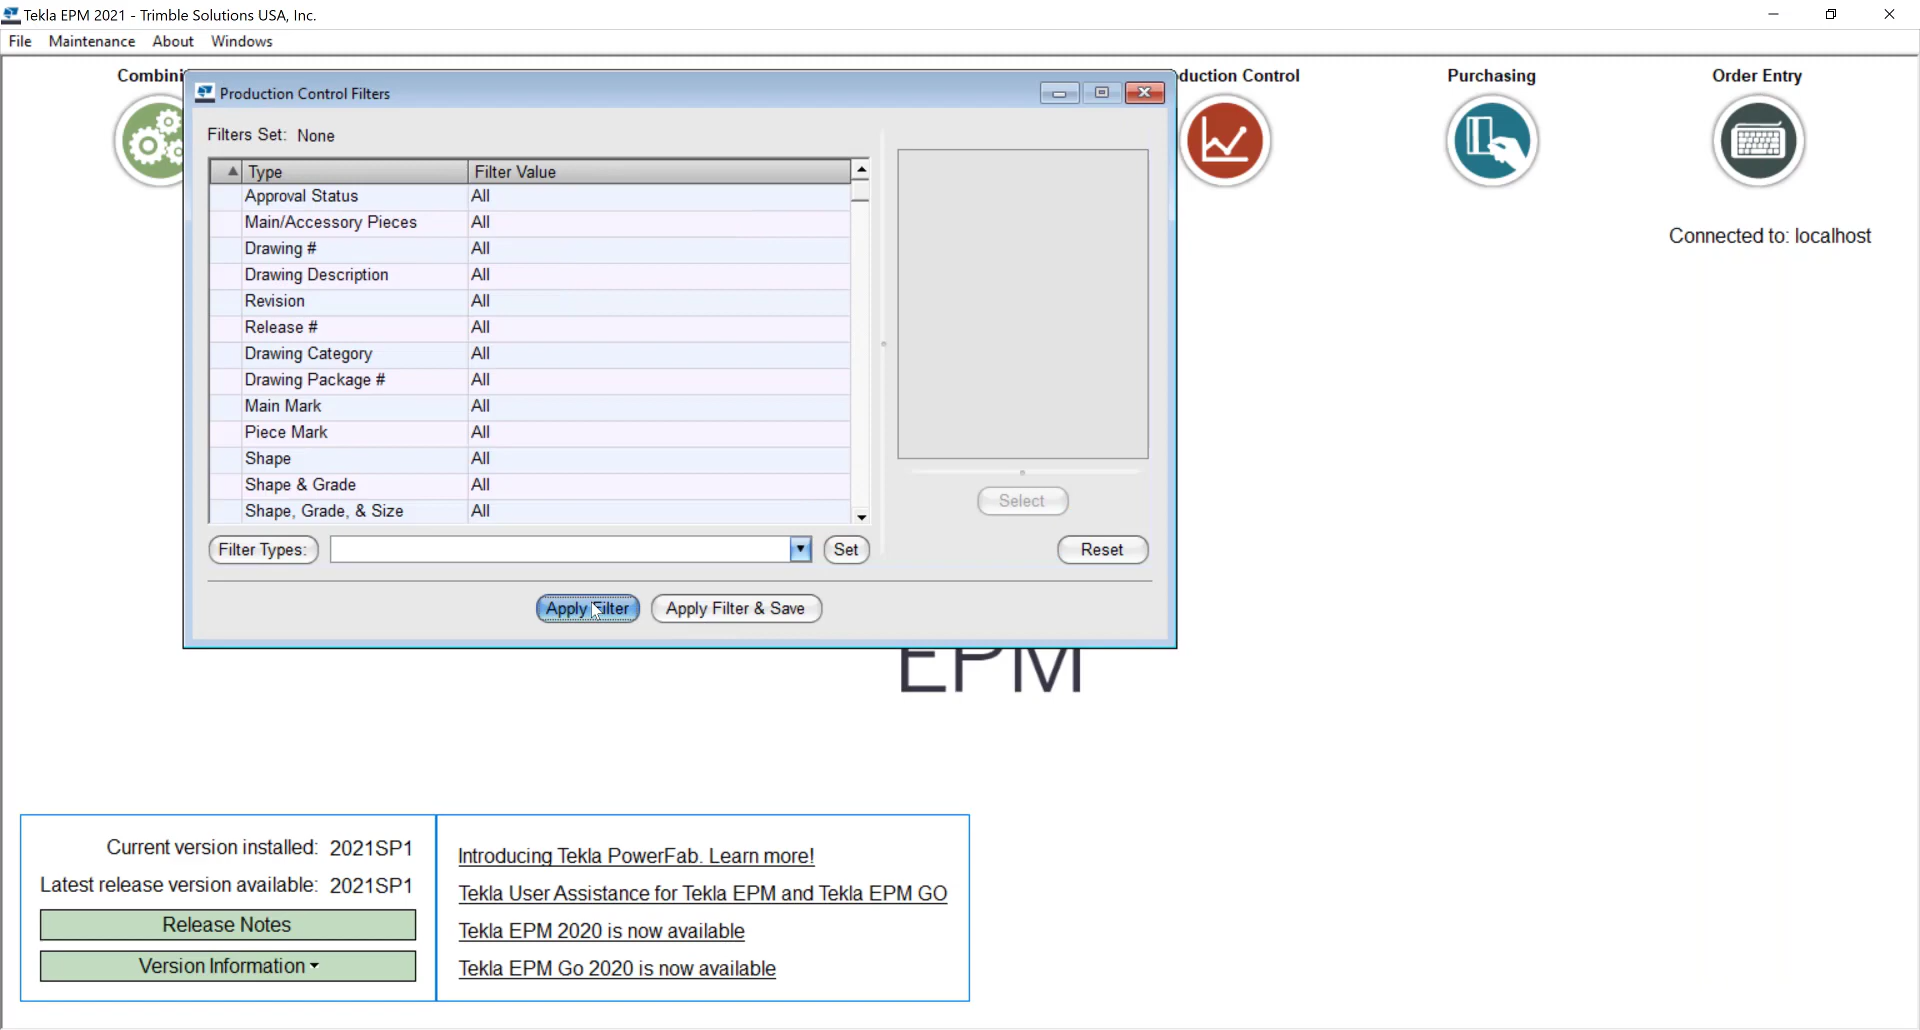 Tekla EPM 2021 - Trimble Solutions USA, Inc.
File Maintenance About Windows
Production Control Filters
Purchasing
Order Entry
Filters Set: None
Type Filter Value
Approval Status All
Main/Accessory Pieces All
Drawing # All
Drawing Description All
Revision All
Release # All
Drawing Category All
Drawing Package # All
Main Mark All
Piece Mark All
Shape All
Shape & Grade All
Shape, Grade, & Size All
Select
Filter Types: Set Reset
Apply Filter Apply Filter & Save
Connected to: localhost
EPM
Current version installed: 2021SP1
Latest release version available: 2021SP1
Release Notes
Version Information
Introducing Tekla PowerFab. Learn more!
Tekla User Assistance for Tekla EPM and Tekla EPM GO
Tekla EPM 2020 is now available
Tekla EPM Go 2020 is now available